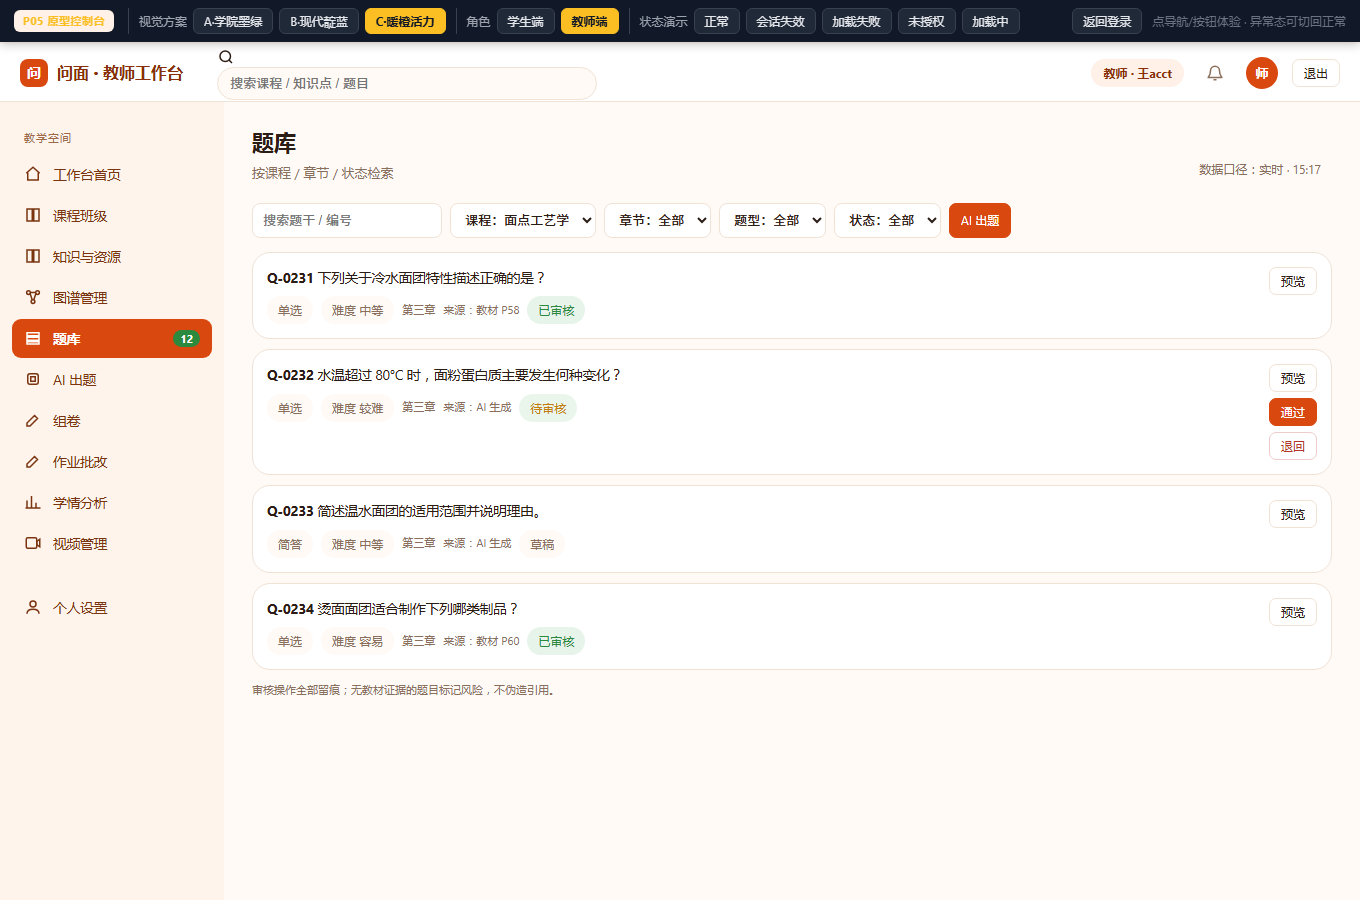 P05 原型控制台 视觉方案 A·学院墨绿 B·现代靛蓝 C·暖橙活力 角色 学生端 教师端 状态演示 正常 会话失效 加载失败 未授权 加载中 返回登录 点导航/按钮体验 · 异常态可切回正常
问 问面 · 教师工作台 搜索课程 / 知识点 / 题目 教师 · 王acct 师 退出
教学空间
工作台首页
课程班级
知识与资源
图谱管理
题库 12
AI 出题
组卷
作业批改
学情分析
视频管理
个人设置
题库
按课程 / 章节 / 状态检索
数据口径：实时 · 15:17
搜索题干 / 编号 课程：面点工艺学 章节：全部 题型：全部 状态：全部 AI 出题
Q-0231 下列关于冷水面团特性描述正确的是？ 预览
单选 难度 中等 第三章 来源：教材 P58 已审核
Q-0232 水温超过 80°C 时，面粉蛋白质主要发生何种变化？ 预览
单选 难度 较难 第三章 来源：AI 生成 待审核 通过
退回
Q-0233 简述温水面团的适用范围并说明理由。 预览
简答 难度 中等 第三章 来源：AI 生成 草稿
Q-0234 烫面面团适合制作下列哪类制品？ 预览
单选 难度 容易 第三章 来源：教材 P60 已审核
审核操作全部留痕；无教材证据的题目标记风险，不伪造引用。